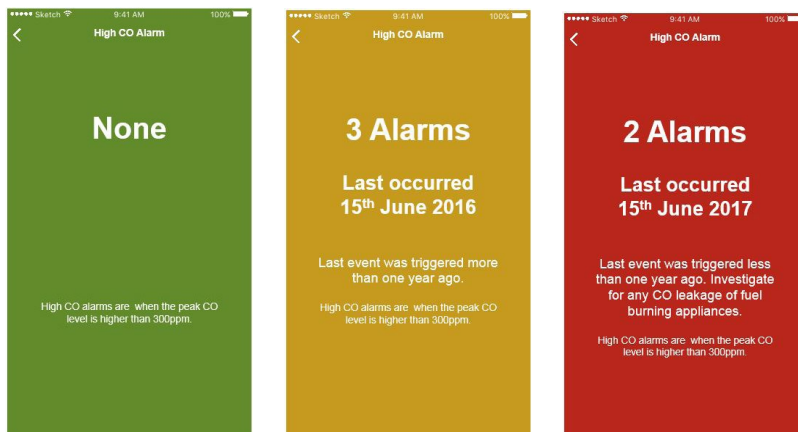 ••••• Sketch 9:41 AM 100%
High CO Alarm
None
High CO alarms are when the peak CO
level is higher than 300ppm.
••••• Sketch 9:41 AM 100%
High CO Alarm
3 Alarms
Last occurred
15th June 2016
Last event was triggered more
than one year ago.
High CO alarms are when the peak CO
level is higher than 300ppm.
••••• Sketch 9:41 AM 100%
High CO Alarm
2 Alarms
Last occurred
15th June 2017
Last event was triggered less
than one year ago. Investigate
for any CO leakage of fuel
burning appliances.
High CO alarms are when the peak CO
level is higher than 300ppm.